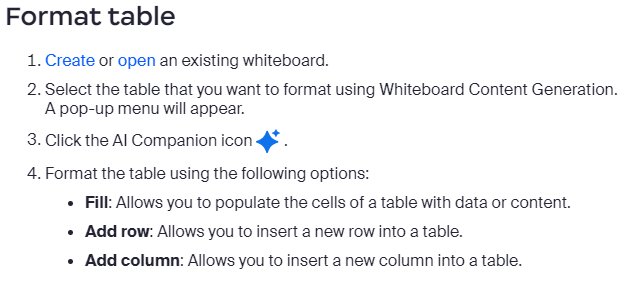 Format table
1. Create or open an existing whiteboard.
2. Select the table that you want to format using Whiteboard Content Generation.
A pop-up menu will appear.
3. Click the AI Companion icon .
4. Format the table using the following options:
• Fill: Allows you to populate the cells of a table with data or content.
• Add row: Allows you to insert a new row into a table.
• Add column: Allows you to insert a new column into a table.